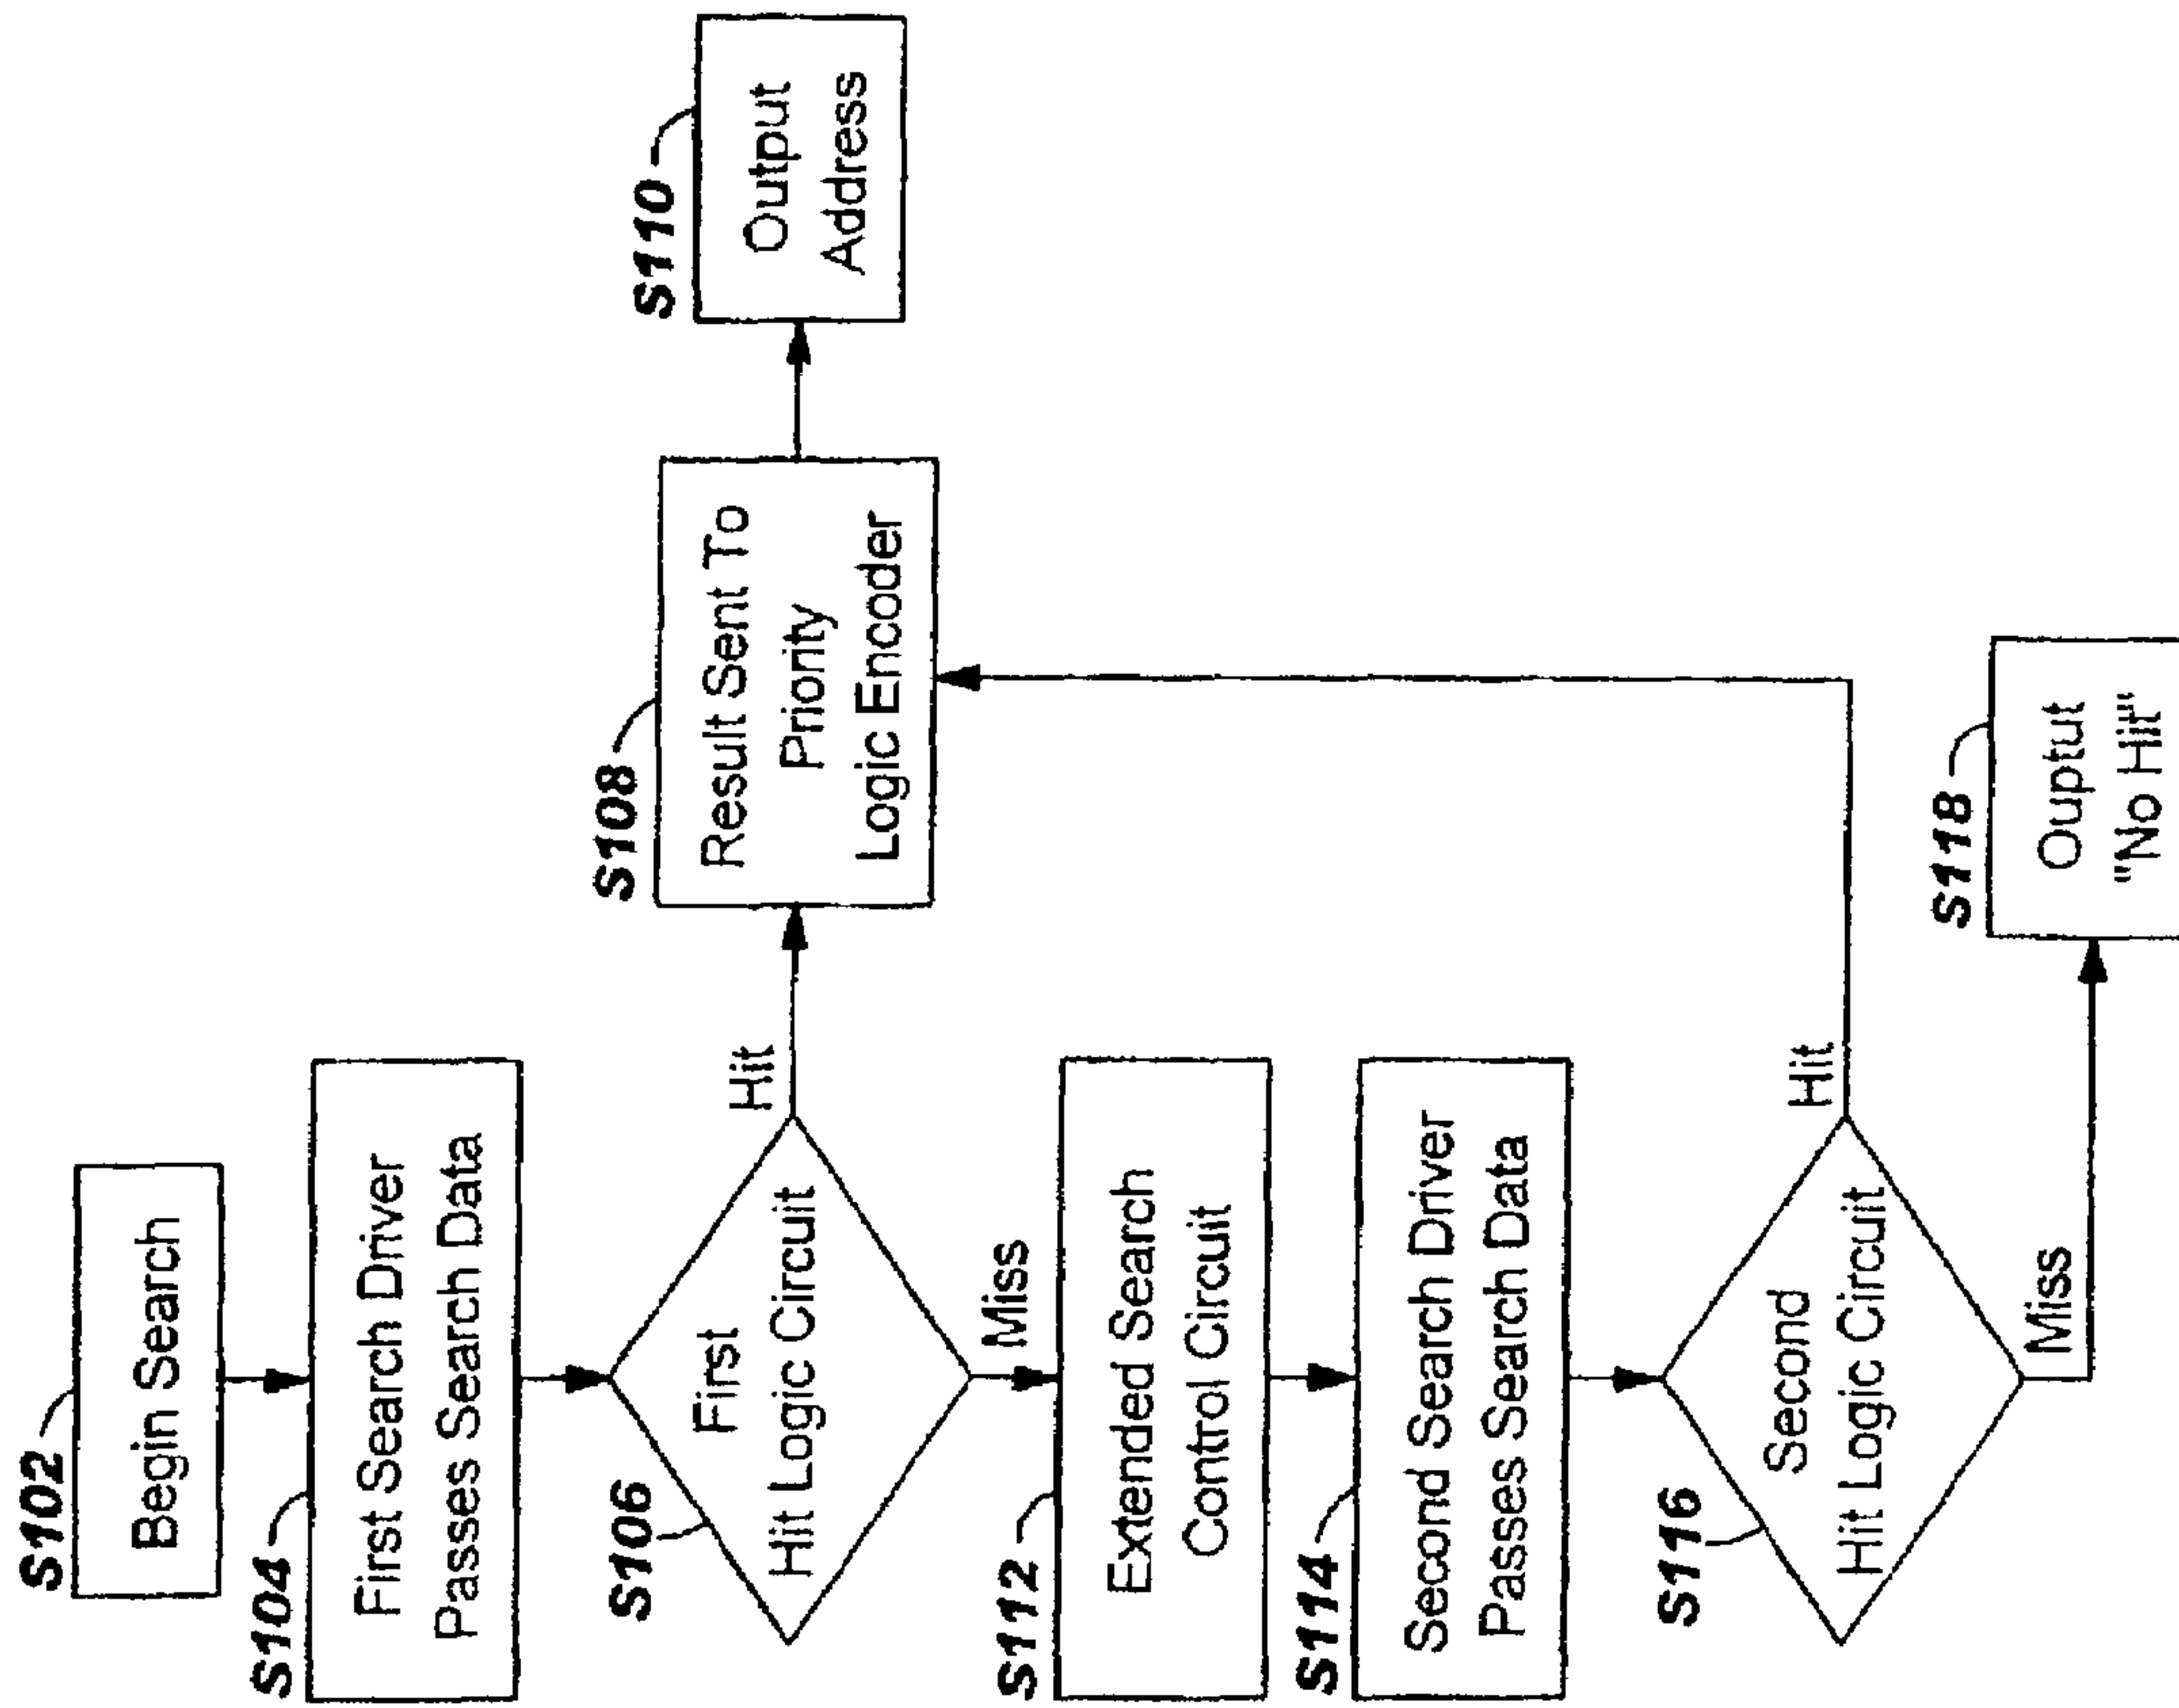 S102
Begin Search
S104
First Search Driver
Passes Search Data
S106
First
Hit Logic Circuit
Hit
Miss
S108
Result Sent To
Priority
Logic Encoder
S110
Output
Address
S112
Extended Search
Control Circuit
S114
Second Search Driver
Passes Search Data
S116
Second
Hit Logic Circuit
Hit
Miss
S118
Ouptut
"No Hit"